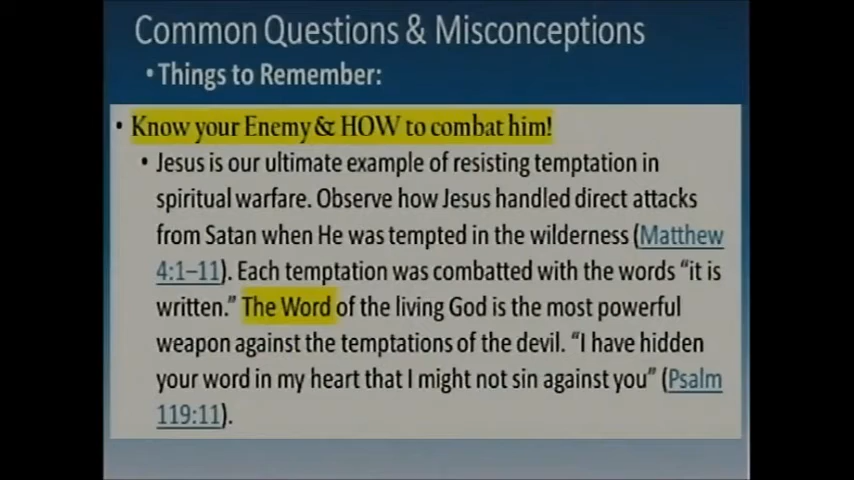 Common Questions & Misconceptions
•Things to Remember:
• Know your Enemy & HOW to combat him!
• Jesus is our ultimate example of resisting temptation in
spiritual warfare. Observe how Jesus handled direct attacks
from Satan when He was tempted in the wilderness (Matthew
4:1–11). Each temptation was combatted with the words “it is
written.” The Word of the living God is the most powerful
weapon against the temptations of the devil. “I have hidden
your word in my heart that I might not sin against you” (Psalm
119:11).